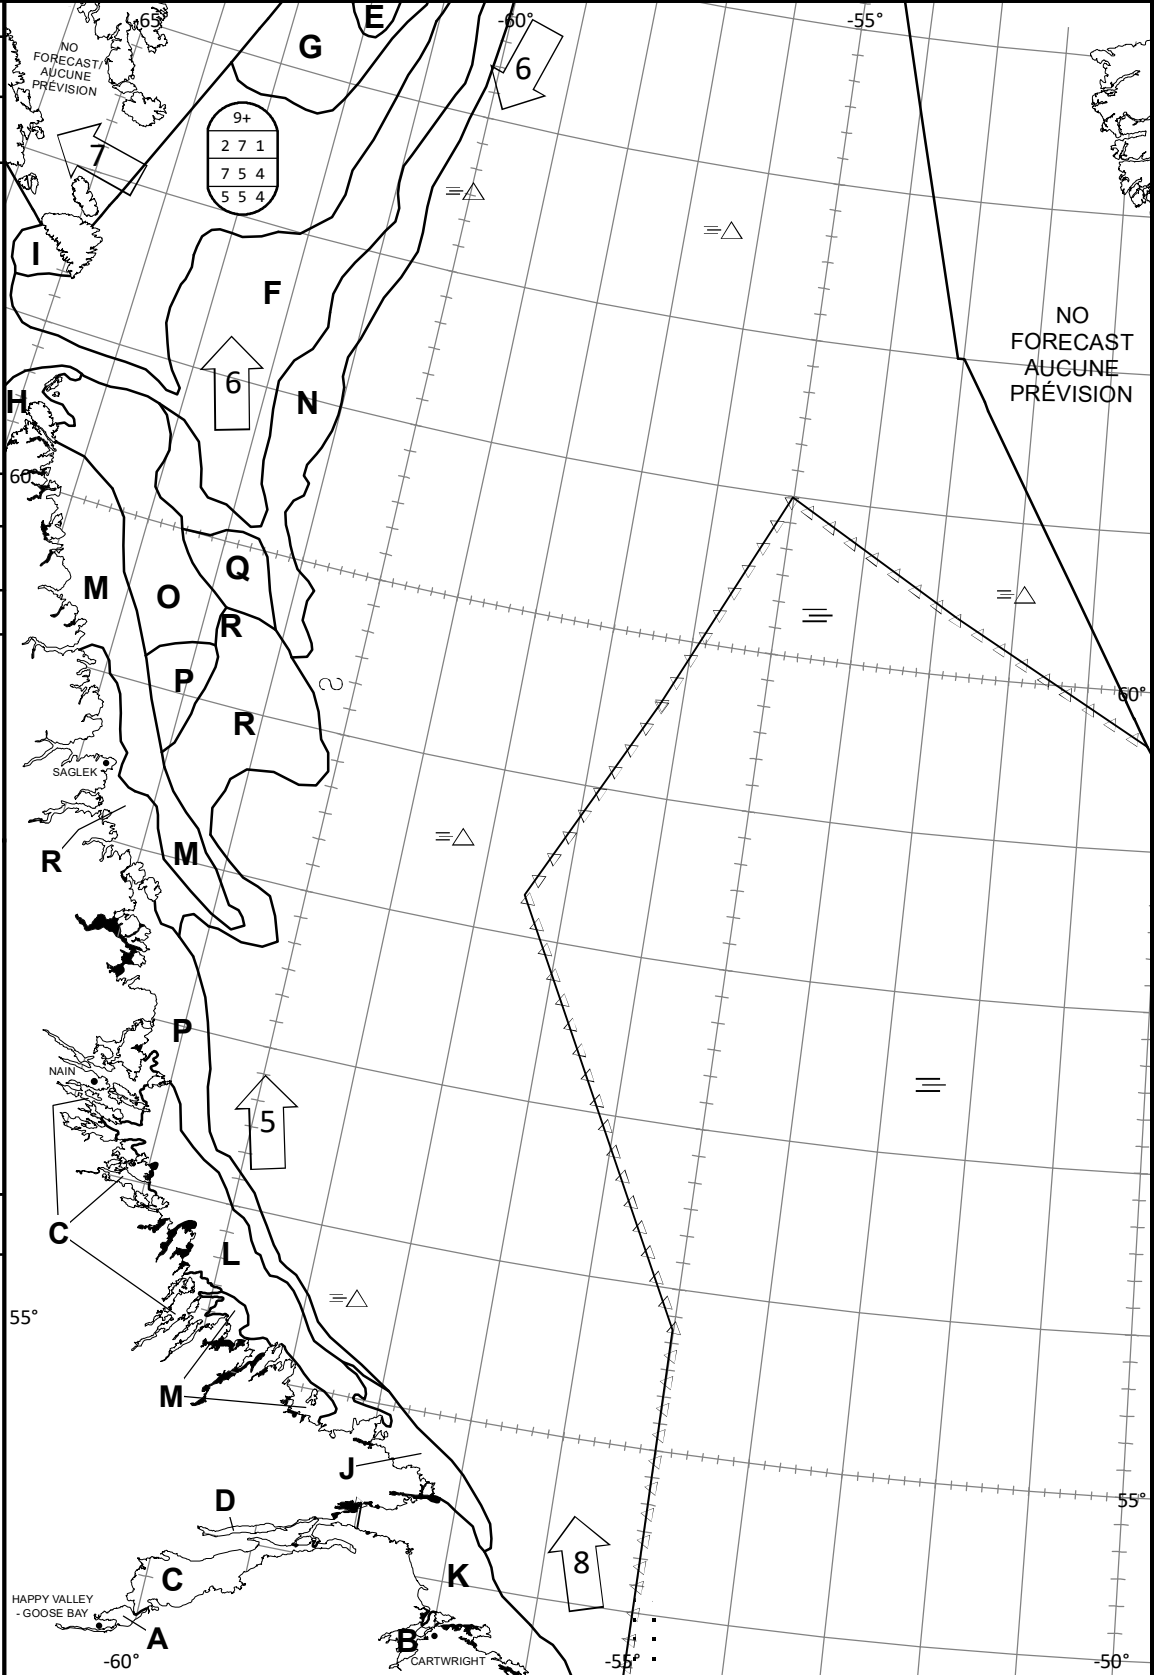 65°
E
-60°
-55°
G
NO
FORECAST/
AUCUNE
PRÉVISION
6
9+
2 7 1
7 5 4
5 5 4
7
I
F
NO
FORECAST
AUCUNE
PRÉVISION
6
H
N
60°
Q
M
O
R
P
60°
R
SAGLEK
R
M
P
NAIN
5
C
L
55°
M
J
55°
D
8
C
K
HAPPY VALLEY
- GOOSE BAY
A
B
CARTWRIGHT
-60°
-55°
-50°